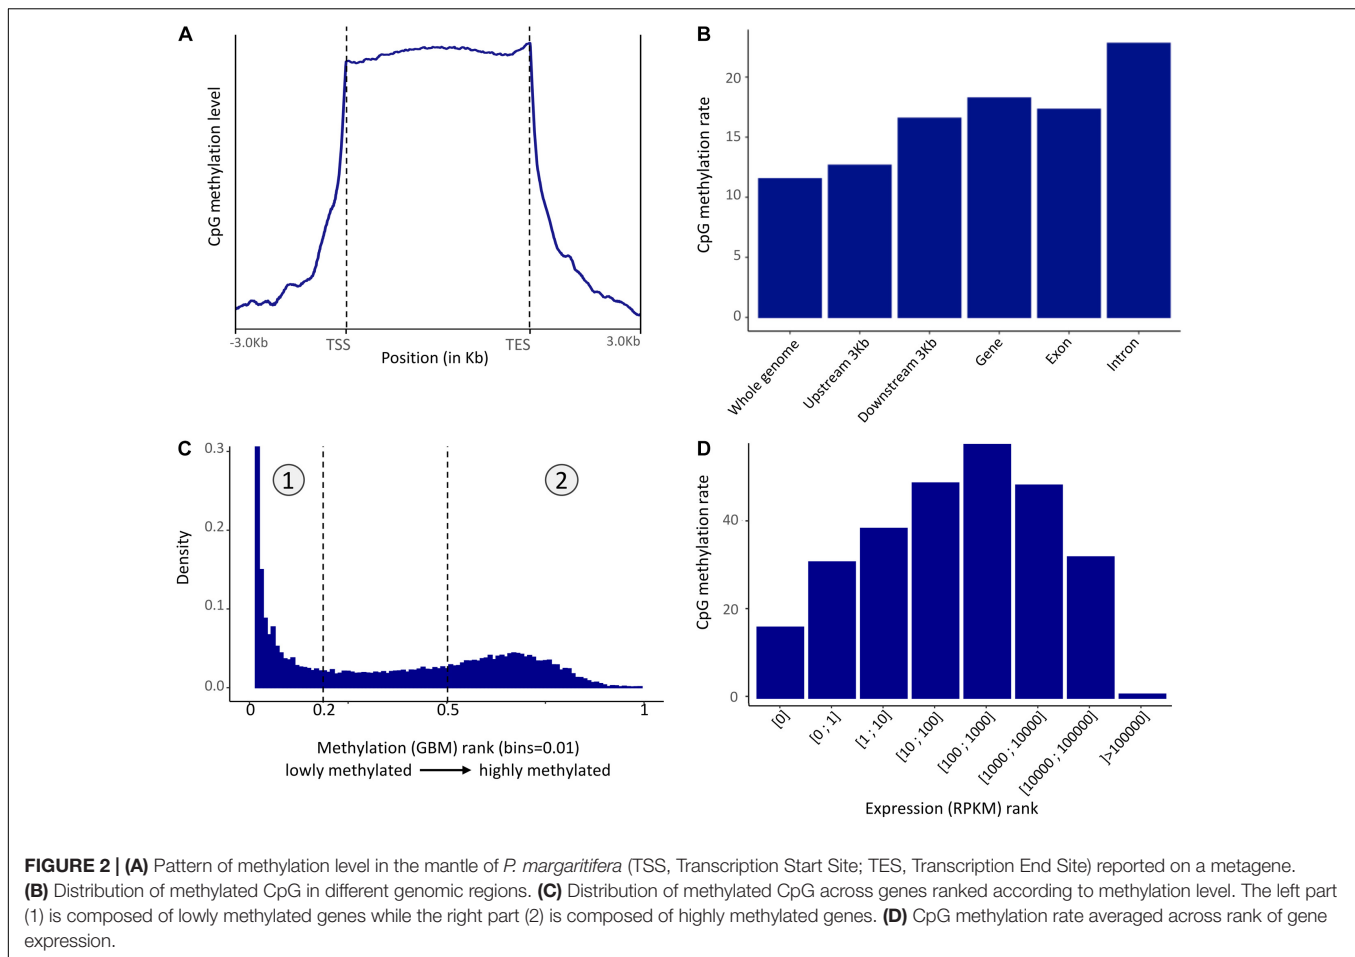 A
CpG methylation level
-3.0Kb
TSS
TES
3.0Kb
Position (in Kb)
B
CpG methylation rate
20
15
10
5
0
Whole genome
Upstream 3Kb
Downstream 3Kb
Gene
Exon
Intron
C
Density
0.3
0.2
0.1
0.0
1
2
0
0.2
0.5
1
Methylation (GBM) rank (bins=0.01)
lowly methylated
highly methylated
D
CpG methylation rate
40
20
0
[0]
[0 ; 1]
[1 ; 10]
[10 ; 100]
[100 ; 1000]
[1000 ; 10000]
[10000 ; 100000]
]>100000]
Expression (RPKM) rank
FIGURE 2 | (A) Pattern of methylation level in the mantle of P. margaritifera (TSS, Transcription Start Site; TES, Transcription End Site) reported on a metagene.
(B) Distribution of methylated CpG in different genomic regions. (C) Distribution of methylated CpG across genes ranked according to methylation level. The left part
(1) is composed of lowly methylated genes while the right part (2) is composed of highly methylated genes. (D) CpG methylation rate averaged across rank of gene
expression.